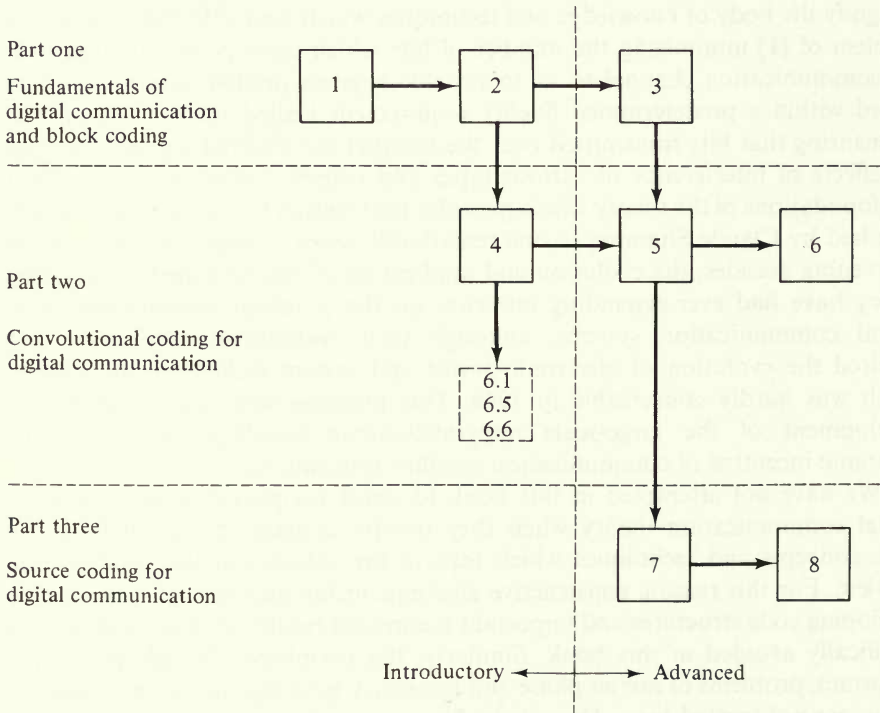 Part one
1 2 3
Fundamentals of
digital communication
and block coding
4 5 6
Part two
Convolutional coding for
digital communication
6.1
6.5
6.6
Part three
7 8
Source coding for
digital communication
Introductory Advanced